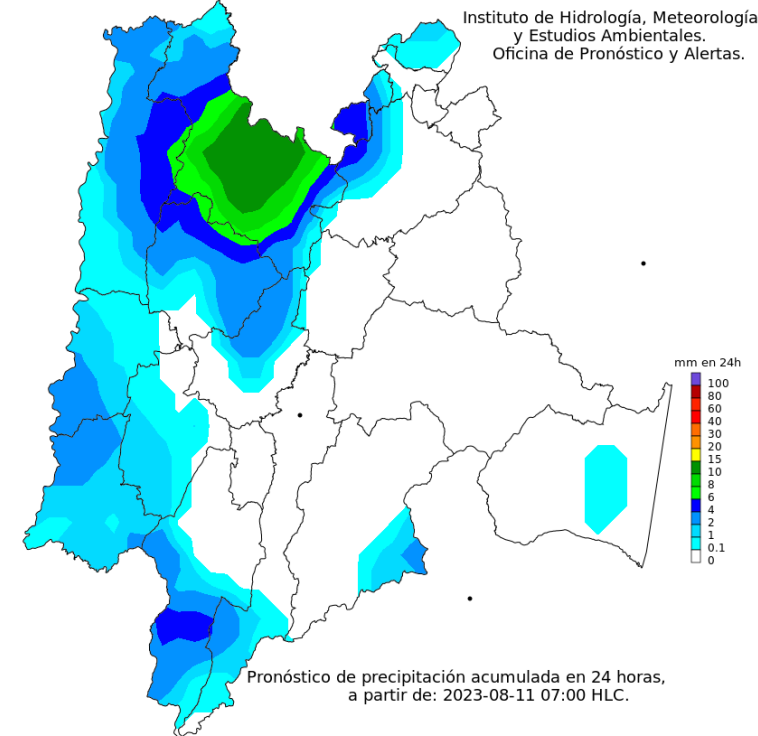 Instituto de Hidrología, Meteorología
y Estudios Ambientales.
Oficina de Pronóstico y Alertas.
mm en 24h
100
80
60
40
30
20
15
10
8
6
4
2
1
0.1
0
Pronóstico de precipitación acumulada en 24 horas,
a partir de: 2023-08-11 07:00 HLC.